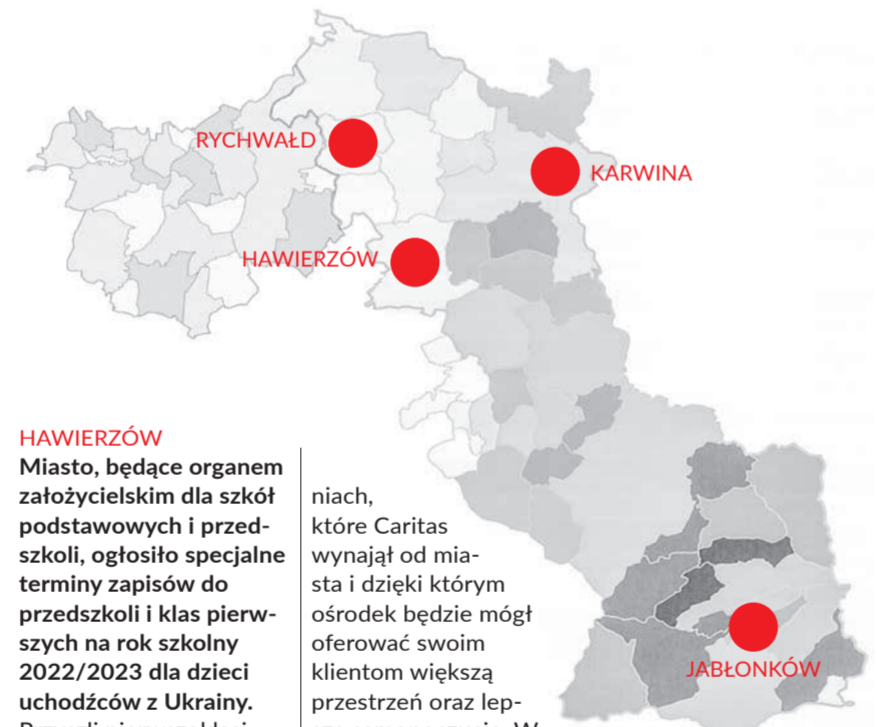 RYCHWAŁD
KARWINA
HAWIERZÓW
JABŁONKÓW
HAWIERZÓW
Miasto, będące organem
założycielskim dla szkół
podstawowych i przed-
szkoli, ogłosiło specjalne
terminy zapisów do
przedszkoli i klas pierw-
szych na rok szkolny
2022/2023 dla dzieci
uchodźców z Ukrainy.
niach,
które Caritas
wynajął od mia-
sta i dzięki którym
ośrodek będzie mógł
oferować swoim
klientom większą
przestrzeń oraz lep-